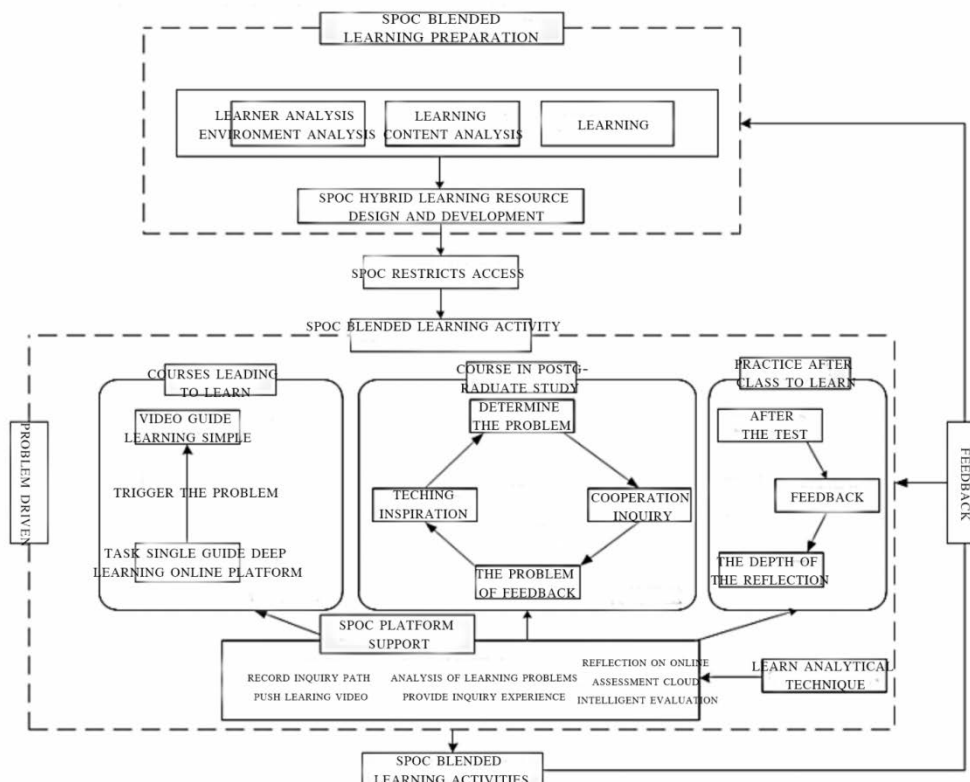 SPOC BLENDED
LEARNING PREPARATION
LEARNER ANALYSIS
ENVIRONMENT ANALYSIS
LEARNING
CONTENT ANALYSIS
LEARNING
SPOC HYBRID LEARNING RESOURCE
DESIGN AND DEVELOPMENT
SPOC RESTRICTS ACCESS
SPOC BLENDED LEARNING ACTIVITY
PROBLEM DRIVEN
COURSES LEADING
TO LEARN
VIDEO GUIDE
LEARNING SIMPLE
TRIGGER THE PROBLEM
TASK SINGLE GUIDE DEEP
LEARNING ONLINE PLATFORM
COURSE IN POSTG-
RADUATE STUDY
DETERMINE
THE PROBLEM
TECHING
INSPIRATION
COOPERATION
INQUIRY
THE PROBLEM
OF FEEDBACK
PRACTICE AFTER
CLASS TO LEARN
AFTER
THE TEST
FEEDBACK
THE DEPTH OF
THE REFLECTION
FEEDBACK
SPOC PLATFORM
SUPPORT
RECORD INQUIRY PATH
PUSH LEARING VIDEO
ANALYSIS OF LEARNING PROBLEMS
PROVIDE INQUIRY EXPERIENCE
REFLECTION ON ONLINE
ASSESSMENT CLOUD
INTELLIGENT EVALUATION
LEARN ANALYTICAL
TECHNIQUE
SPOC BLENDED
LEARNING ACTIVITIES